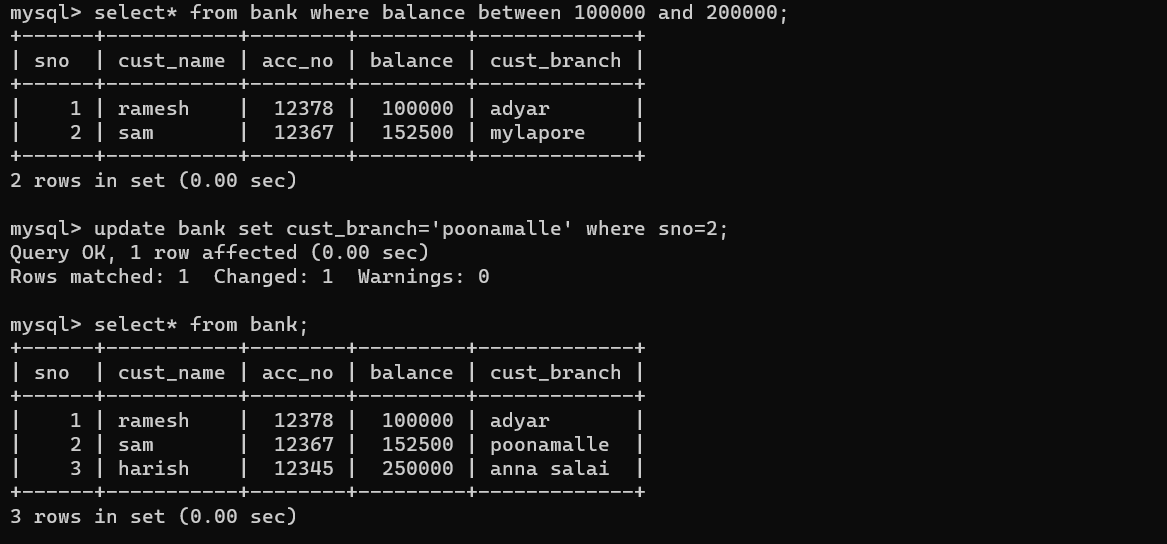 mysql> select* from bank where balance between 100000 and 200000;
+------+-----------+--------+---------+-------------+
| sno  | cust_name | acc_no | balance | cust_branch |
+------+-----------+--------+---------+-------------+
|    1 | ramesh    |  12378 |  100000 | adyar       |
|    2 | sam       |  12367 |  152500 | mylapore    |
+------+-----------+--------+---------+-------------+
2 rows in set (0.00 sec)

mysql> update bank set cust_branch='poonamalle' where sno=2;
Query OK, 1 row affected (0.00 sec)
Rows matched: 1  Changed: 1  Warnings: 0

mysql> select* from bank;
+------+-----------+--------+---------+-------------+
| sno  | cust_name | acc_no | balance | cust_branch |
+------+-----------+--------+---------+-------------+
|    1 | ramesh    |  12378 |  100000 | adyar       |
|    2 | sam       |  12367 |  152500 | poonamalle  |
|    3 | harish    |  12345 |  250000 | anna salai  |
+------+-----------+--------+---------+-------------+
3 rows in set (0.00 sec)